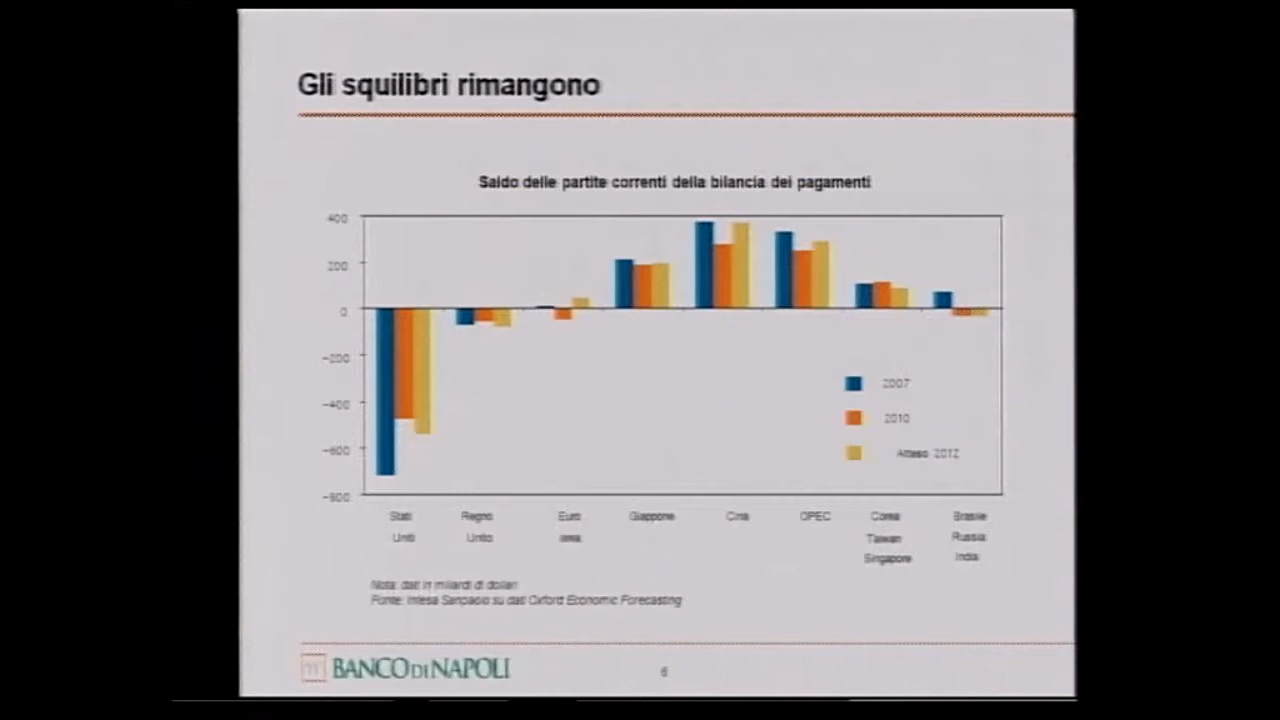 Gli squilibri rimangono
Saldo delle partite correnti della bilancia dei pagamenti
400
200
0
-200
-400
-600
-800
2007
2010
Atteso 2012
Stati Uniti
Regno Unito
Euro area
Giappone
Cina
OPEC
Corea Taiwan Singapore
Brasile Russia India
Nota: dati in miliardi di dollari
Fonte: Intesa Sanpaolo su dati Oxford Economic Forecasting
BANCO DI NAPOLI
6